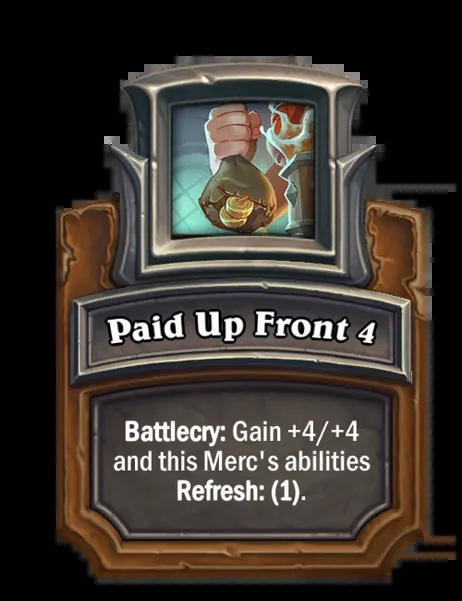 Paid Up Front 4
Battlecry: Gain +4/+4
and this Merc's abilities
Refresh: (1).